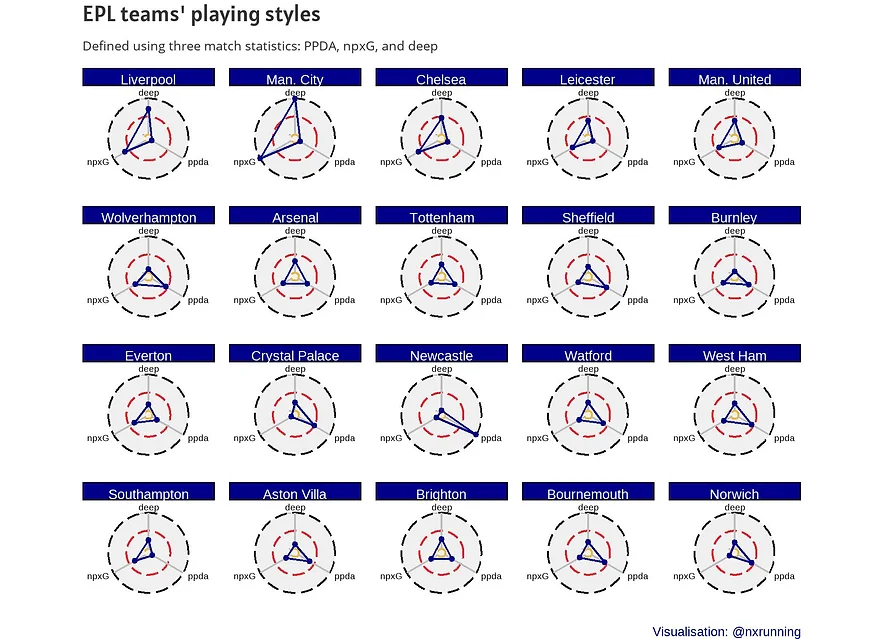 EPL teams' playing styles
Defined using three match statistics: PPDA, npxG, and deep
Liverpool
deep
npxG
ppda
Man. City
deep
npxG
ppda
Chelsea
deep
npxG
ppda
Leicester
deep
npxG
ppda
Man. United
deep
npxG
ppda
Wolverhampton
deep
npxG
ppda
Arsenal
deep
npxG
ppda
Tottenham
deep
npxG
ppda
Sheffield
deep
npxG
ppda
Burnley
deep
npxG
ppda
Everton
deep
npxG
ppda
Crystal Palace
deep
npxG
ppda
Newcastle
deep
npxG
ppda
Watford
deep
npxG
ppda
West Ham
deep
npxG
ppda
Southampton
deep
npxG
ppda
Aston Villa
deep
npxG
ppda
Brighton
deep
npxG
ppda
Bournemouth
deep
npxG
ppda
Norwich
deep
npxG
ppda
Visualisation: @nxrunning